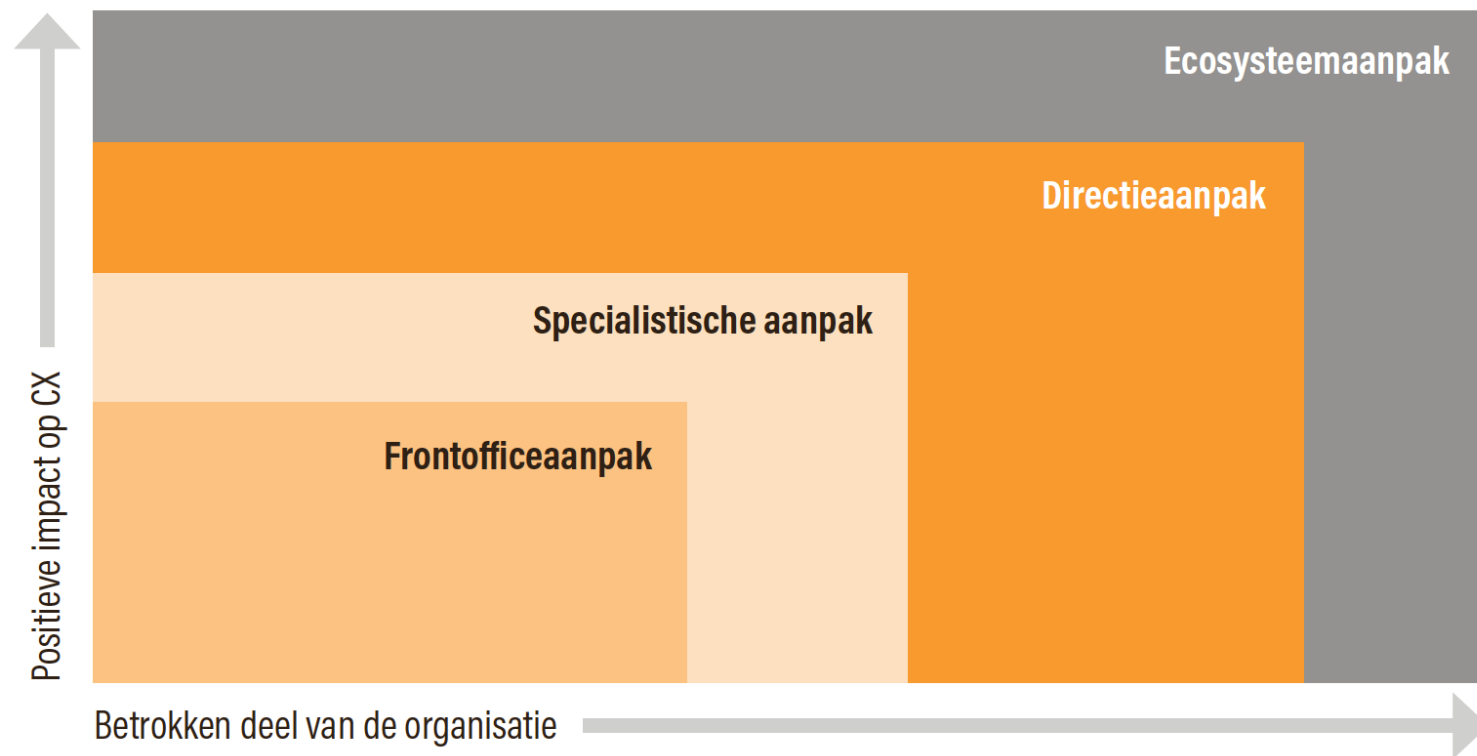 Ecosysteemaanpak
Directieaanpak
Specialistische aanpak
Frontofficeaanpak
Positieve impact op CX
Betrokken deel van de organisatie